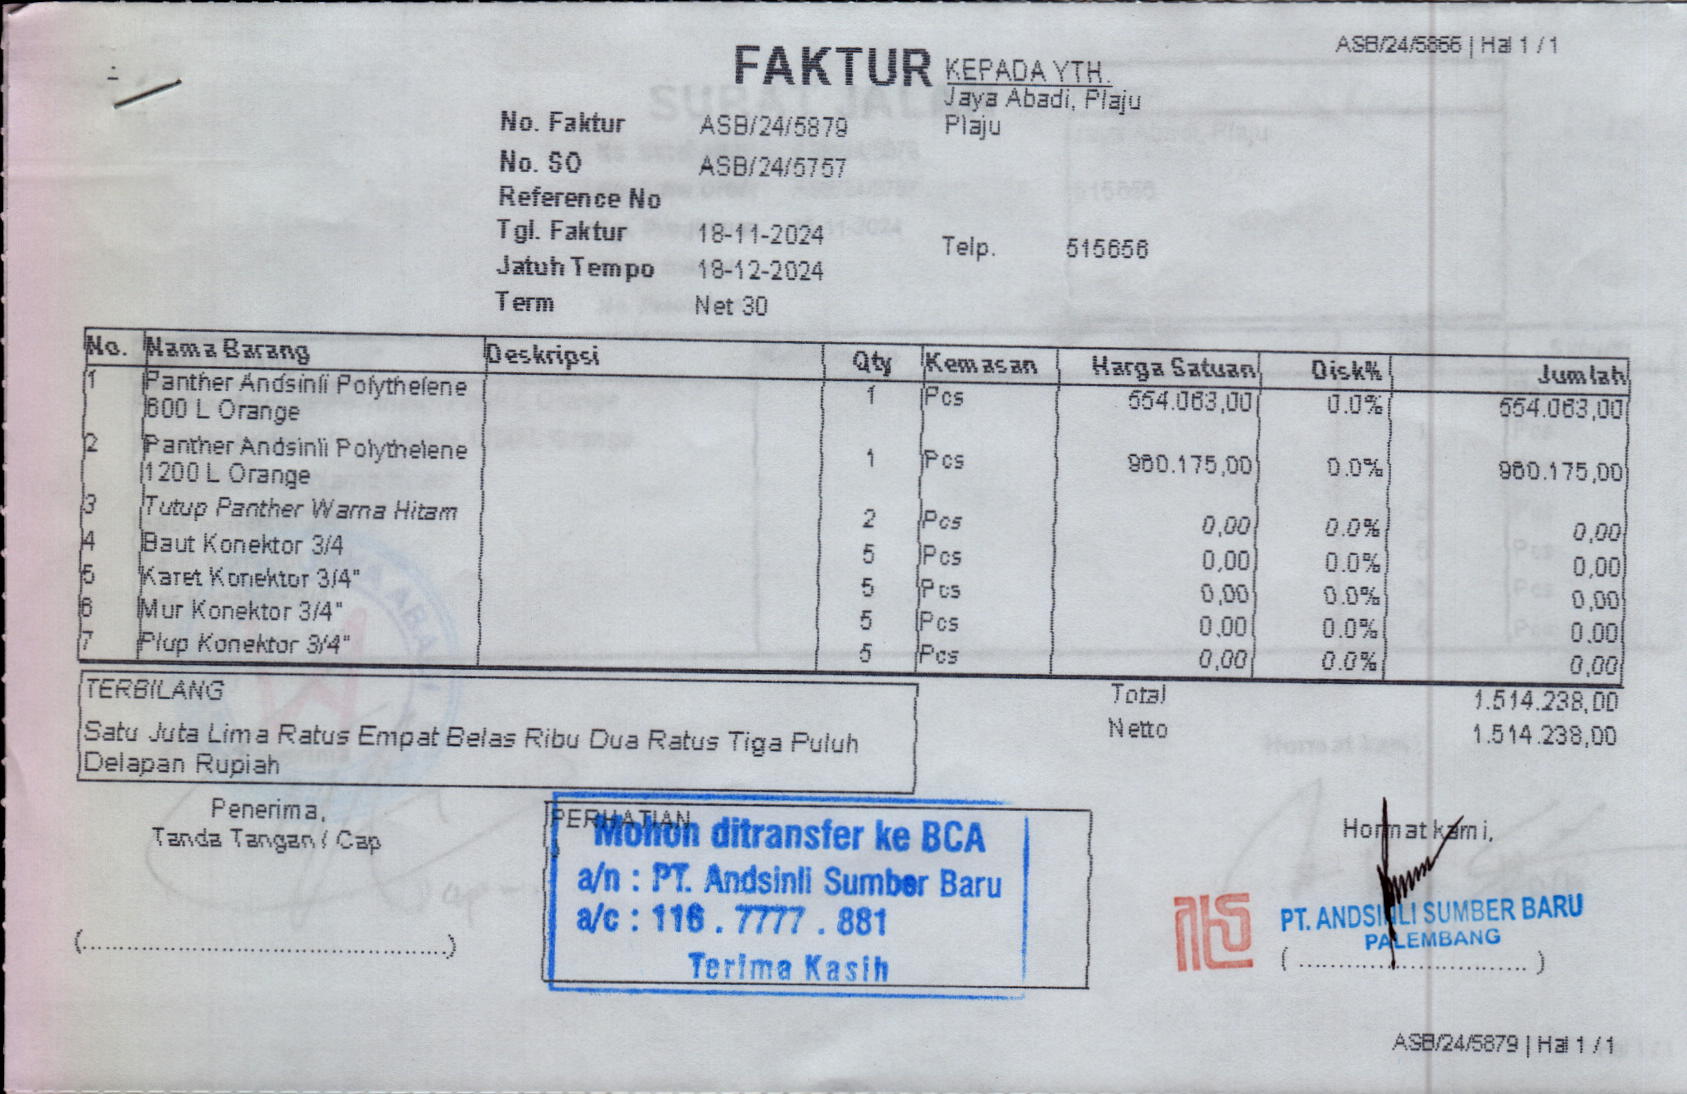 ASB/24/5866 | Hal 1 / 1
FAKTUR
KEPADA YTH.
Jaya Abadi, Plaju
Plaju
No. Faktur ASB/24/5879
No. SO ASB/24/5757
Reference No
Tgl. Faktur 18-11-2024
Telp. 515656
Jatuh Tempo 18-12-2024
Term Net 30
No. Nama Barang Deskripsi Qty Kemasan Harga Satuan Disk% Jumlah
1 Panther Andsinli Polythelene 1 Pcs 554.063,00 0.0% 554.063,00
600 L Orange
2 Panther Andsinli Polythelene 1 Pcs 960.175,00 0.0% 960.175,00
1200 L Orange
3 Tutup Panther Warna Hitam 2 Pcs 0,00 0.0% 0,00
4 Baut Konektor 3/4 5 Pcs 0,00 0.0% 0,00
5 Karet Konektor 3/4" 5 Pcs 0,00 0.0% 0,00
6 Mur Konektor 3/4" 5 Pcs 0,00 0.0% 0,00
7 Plup Konektor 3/4" 5 Pcs 0,00 0.0% 0,00
TERBILANG
Satu Juta Lima Ratus Empat Belas Ribu Dua Ratus Tiga Puluh
Delapan Rupiah
Total 1.514.238,00
Netto 1.514.238,00
Penerima,
Tanda Tangan / Cap
(..............................................)
PERHATIAN
Mohon ditransfer ke BCA
a/n : PT. Andsinli Sumber Baru
a/c : 116 . 7777 . 881
Terima Kasih
Hormat kami,
PT. ANDSINLI SUMBER BARU
PALEMBANG
( ............................. )
ASB/24/5879 | Hal 1 / 1